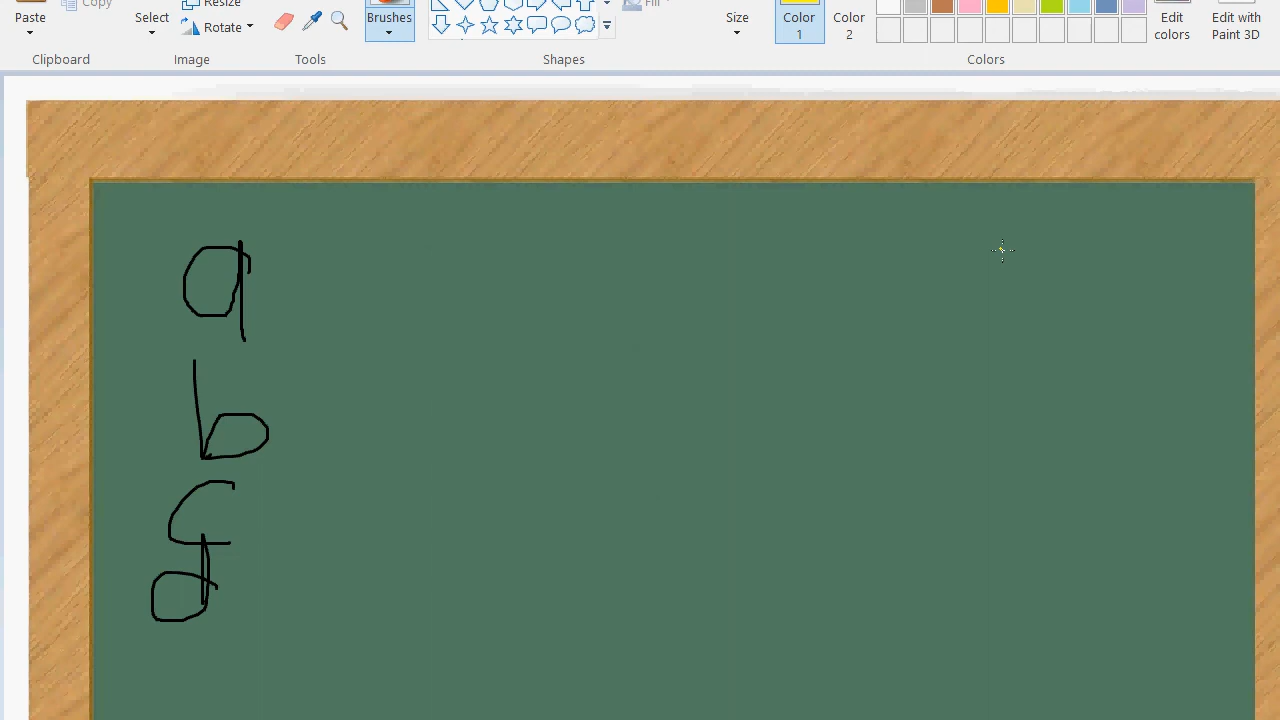 Paste
Copy
Select
Resize
Rotate
Brushes
Fill
Size
Color 1
Color 2
Edit colors
Edit with Paint 3D
Clipboard
Image
Tools
Shapes
Colors
a
b
c
d